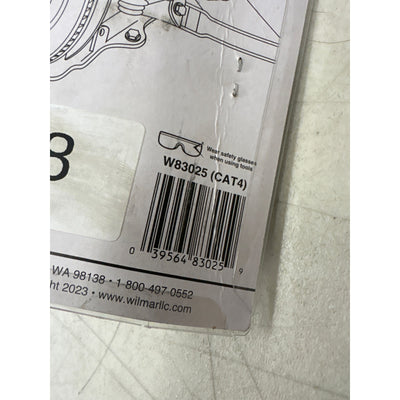 8
Wear safety glasses
when using tools
W83025 (CAT4)
0 39564 83025 9
WA 98138 • 1-800-497-0552
ght 2023 • www.wilmarllc.com